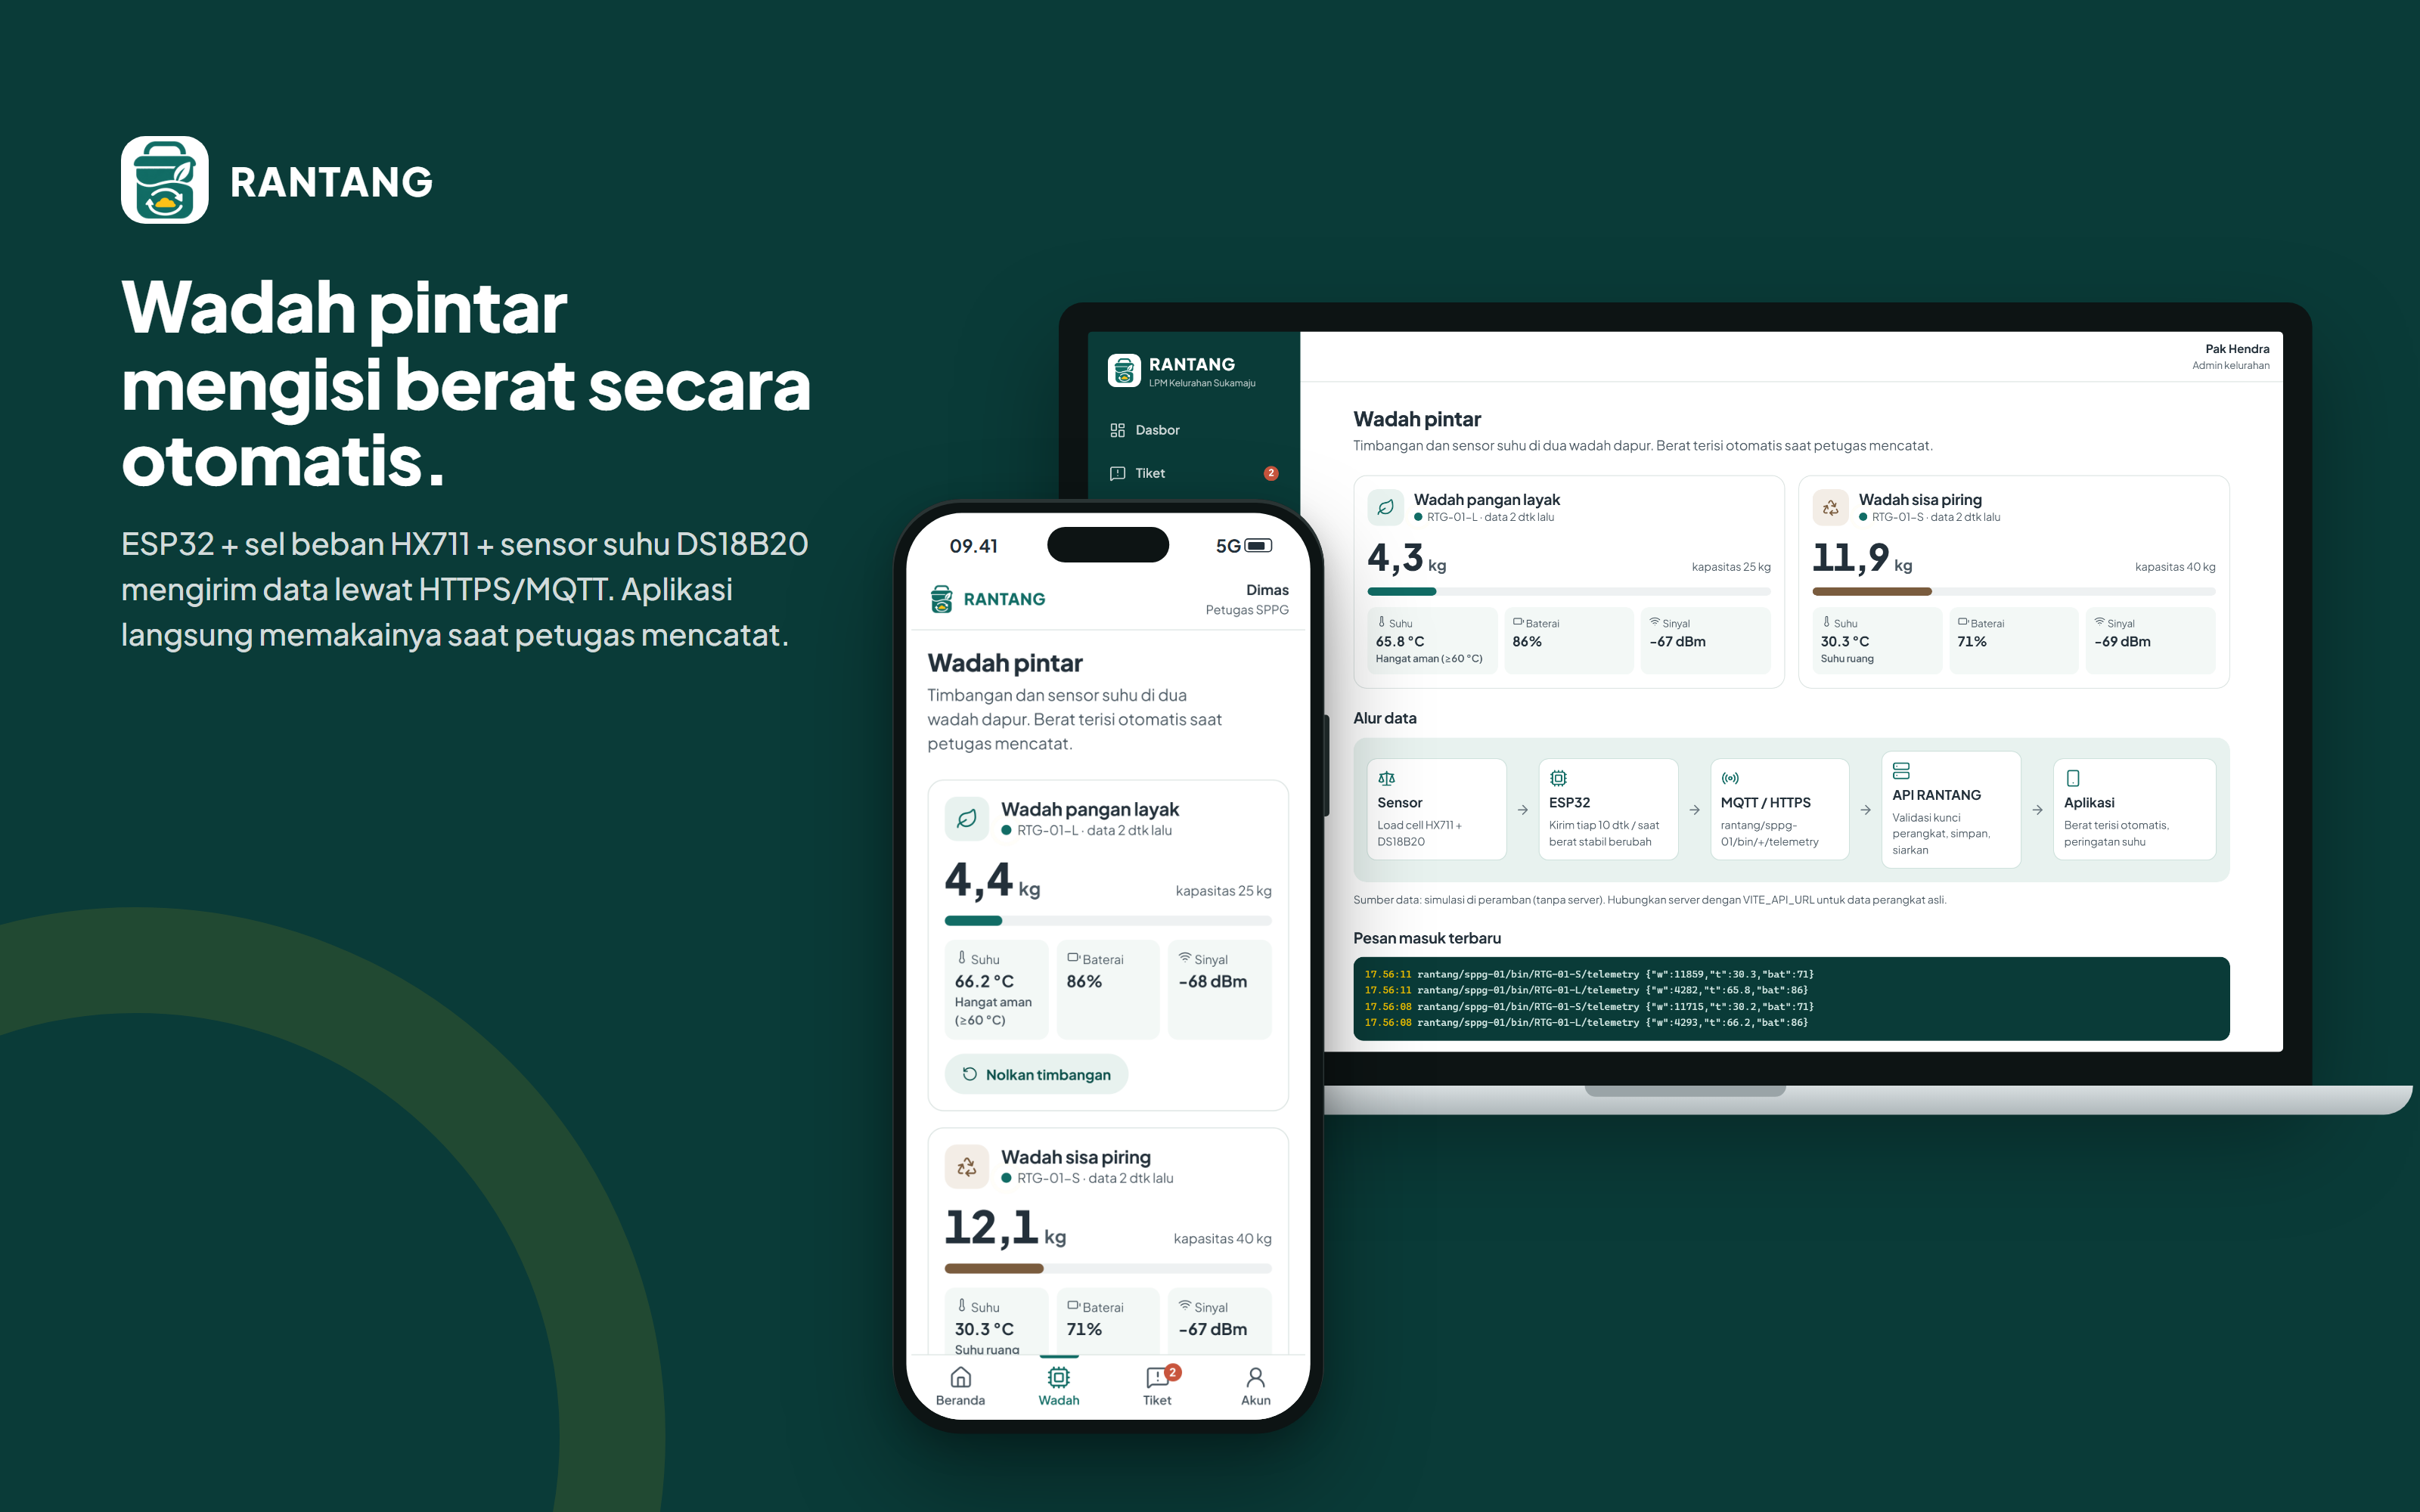 RANTANG
Wadah pintar
mengisi berat secara
otomatis.
ESP32 + sel beban HX711 + sensor suhu DS18B20
mengirim data lewat HTTPS/MQTT. Aplikasi
langsung memakainya saat petugas mencatat.
09.41
5G
RANTANG
Dimas
Petugas SPPG
Wadah pintar
Timbangan dan sensor suhu di dua
wadah dapur. Berat terisi otomatis saat
petugas mencatat.
Wadah pangan layak
RTG-01-L · data 2 dtk lalu
4,4 kg
kapasitas 25 kg
Suhu
66.2 °C
Hangat aman
(≥60 °C)
Baterai
86%
Sinyal
-68 dBm
Nolkan timbangan
Wadah sisa piring
RTG-01-S · data 2 dtk lalu
12,1 kg
kapasitas 40 kg
Suhu
30.3 °C
Suhu ruang
Baterai
71%
Sinyal
-67 dBm
Beranda
Wadah
Tiket
2
Akun
RANTANG
LPM Kelurahan Sukamaju
Dasbor
Tiket
2
Pak Hendra
Admin kelurahan
Wadah pintar
Timbangan dan sensor suhu di dua wadah dapur. Berat terisi otomatis saat petugas mencatat.
Wadah pangan layak
RTG-01-L · data 2 dtk lalu
4,3 kg
kapasitas 25 kg
Suhu
65.8 °C
Hangat aman (≥60 °C)
Baterai
86%
Sinyal
-67 dBm
Wadah sisa piring
RTG-01-S · data 2 dtk lalu
11,9 kg
kapasitas 40 kg
Suhu
30.3 °C
Suhu ruang
Baterai
71%
Sinyal
-69 dBm
Alur data
Sensor
Load cell HX711 +
DS18B20
ESP32
Kirim tiap 10 dtk / saat
berat stabil berubah
MQTT / HTTPS
rantang/sppg-
01/bin/+/telemetry
API RANTANG
Validasi kunci
perangkat, simpan,
siarkan
Aplikasi
Berat terisi otomatis,
peringatan suhu
Sumber data: simulasi di peramban (tanpa server). Hubungkan server dengan VITE_API_URL untuk data perangkat asli.
Pesan masuk terbaru
17.56:11 rantang/sppg-01/bin/RTG-01-S/telemetry {"w":11859,"t":30.3,"bat":71}
17.56:11 rantang/sppg-01/bin/RTG-01-L/telemetry {"w":4282,"t":65.8,"bat":86}
17.56:08 rantang/sppg-01/bin/RTG-01-S/telemetry {"w":11715,"t":30.2,"bat":71}
17.56:08 rantang/sppg-01/bin/RTG-01-L/telemetry {"w":4293,"t":66.2,"bat":86}